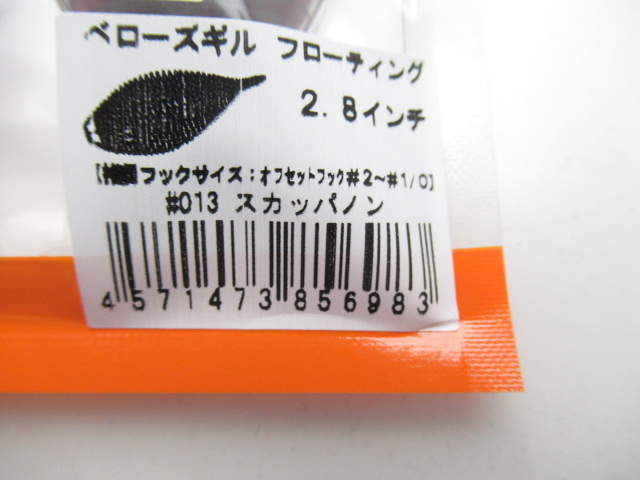 ベローズギル フローティング
2.8インチ
フックサイズ:オフセットフック#2~#1/0】
#013 スカッパノン
4571473856983